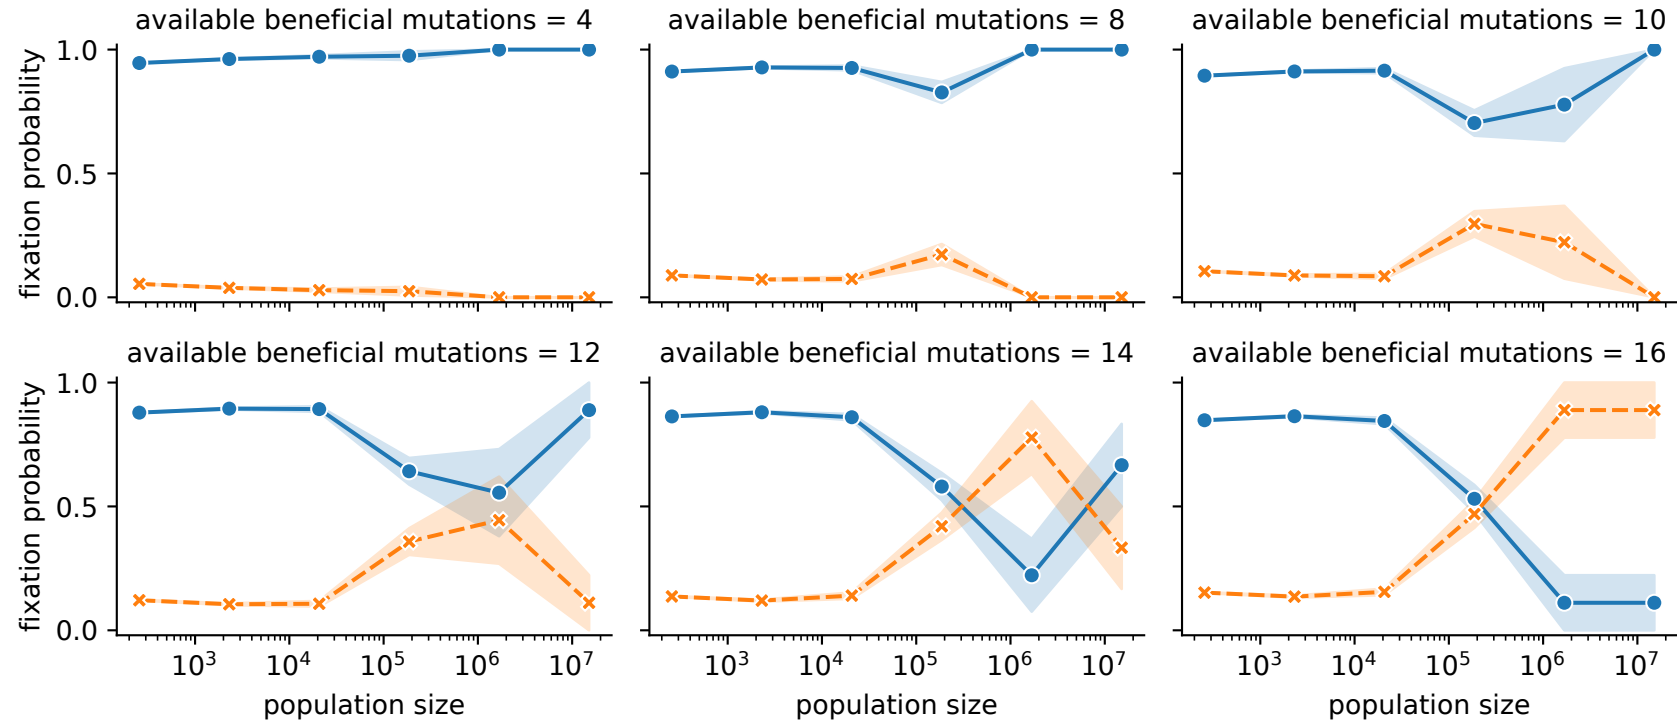 available beneficial mutations = 4
available beneficial mutations = 8
available beneficial mutations = 10
fixation probability
1.0
0.5
0.0
available beneficial mutations = 12
available beneficial mutations = 14
available beneficial mutations = 16
fixation probability
1.0
0.5
0.0
10³ 10⁴ 10⁵ 10⁶ 10⁷
10³ 10⁴ 10⁵ 10⁶ 10⁷
10³ 10⁴ 10⁵ 10⁶ 10⁷
population size
population size
population size